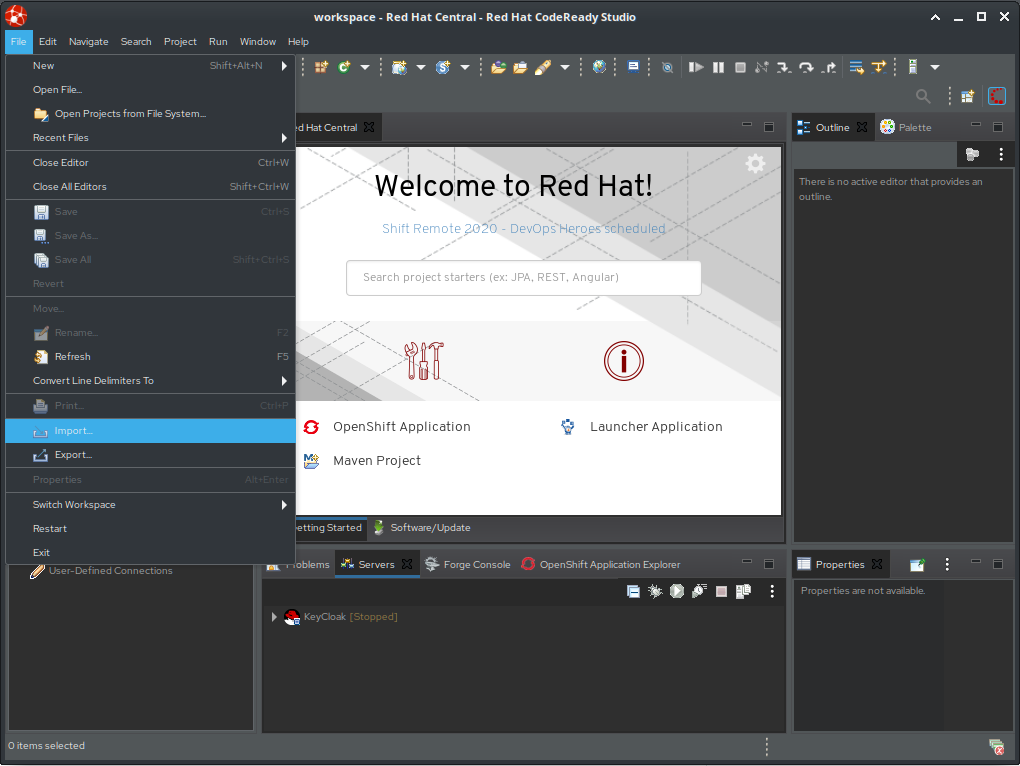 workspace - Red Hat Central - Red Hat CodeReady Studio
File Edit Navigate Search Project Run Window Help
New Shift+Alt+N
Open File...
Open Projects from File System...
Recent Files
Close Editor Ctrl+W
Close All Editors Shift+Ctrl+W
Save Ctrl+S
Save As...
Save All Shift+Ctrl+S
Revert
Move...
Rename... F2
Refresh F5
Convert Line Delimiters To
Print... Ctrl+P
Import...
Export...
Properties Alt+Enter
Switch Workspace
Restart
Exit
User-Defined Connections
ed Hat Central
Welcome to Red Hat!
Shift Remote 2020 - DevOps Heroes scheduled
Search project starters (ex: JPA, REST, Angular)
OpenShift Application
Launcher Application
Maven Project
etting Started Software/Update
Outline Palette
There is no active editor that provides an
outline.
Problems Servers Forge Console OpenShift Application Explorer
KeyCloak [Stopped]
Properties
Properties are not available.
0 items selected